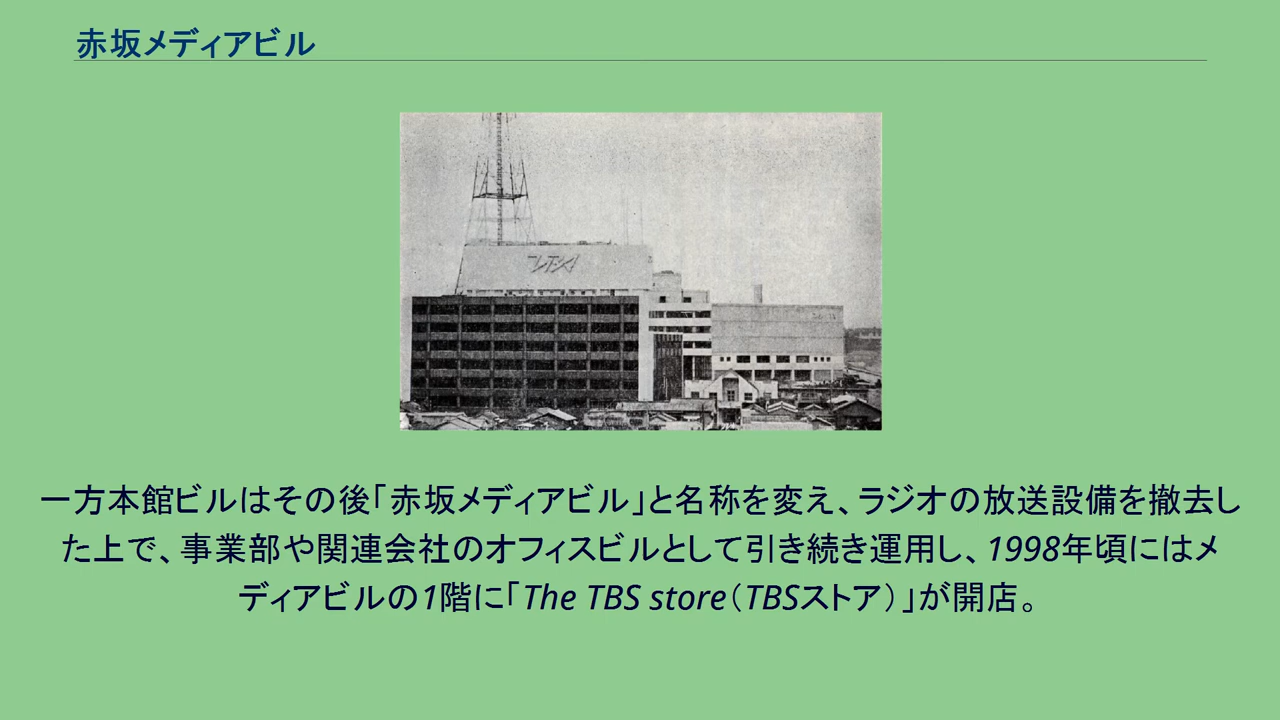 赤坂メディアビル
一方本館ビルはその後「赤坂メディアビル」と名称を変え、ラジオの放送設備を撤去し
た上で、事業部や関連会社のオフィスビルとして引き続き運用し、1998年頃にはメ
ディアビルの1階に「The TBS store（TBSストア）」が開店。